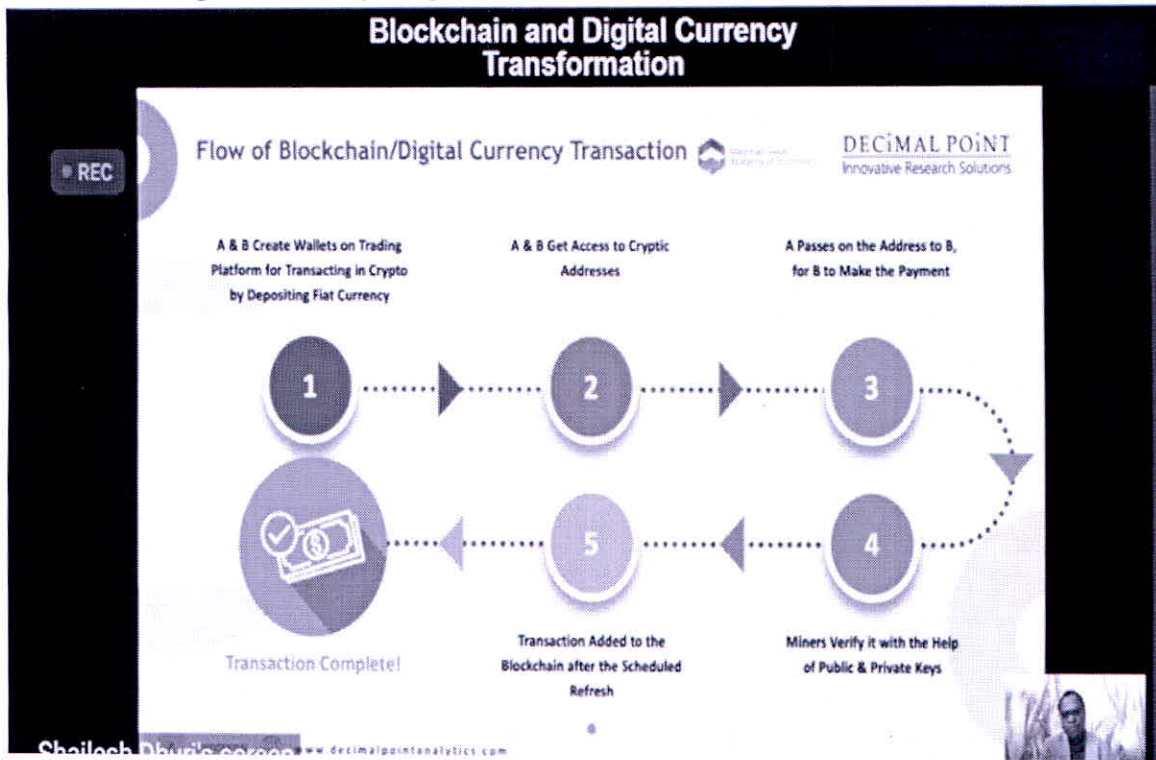 Blockchain and Digital Currency
Transformation
REC
Flow of Blockchain/Digital Currency Transaction
DECiMAL POiNT
Innovative Research Solutions
A & B Create Wallets on Trading
Platform for Transacting in Crypto
by Depositing Fiat Currency
A & B Get Access to Cryptic
Addresses
A Passes on the Address to B,
for B to Make the Payment
1
2
3
5
4
Transaction Complete!
Transaction Added to the
Blockchain after the Scheduled
Refresh
Miners Verify it with the Help
of Public & Private Keys
Shailesh Dhuri's screen
www.decimalpointanalytics.com